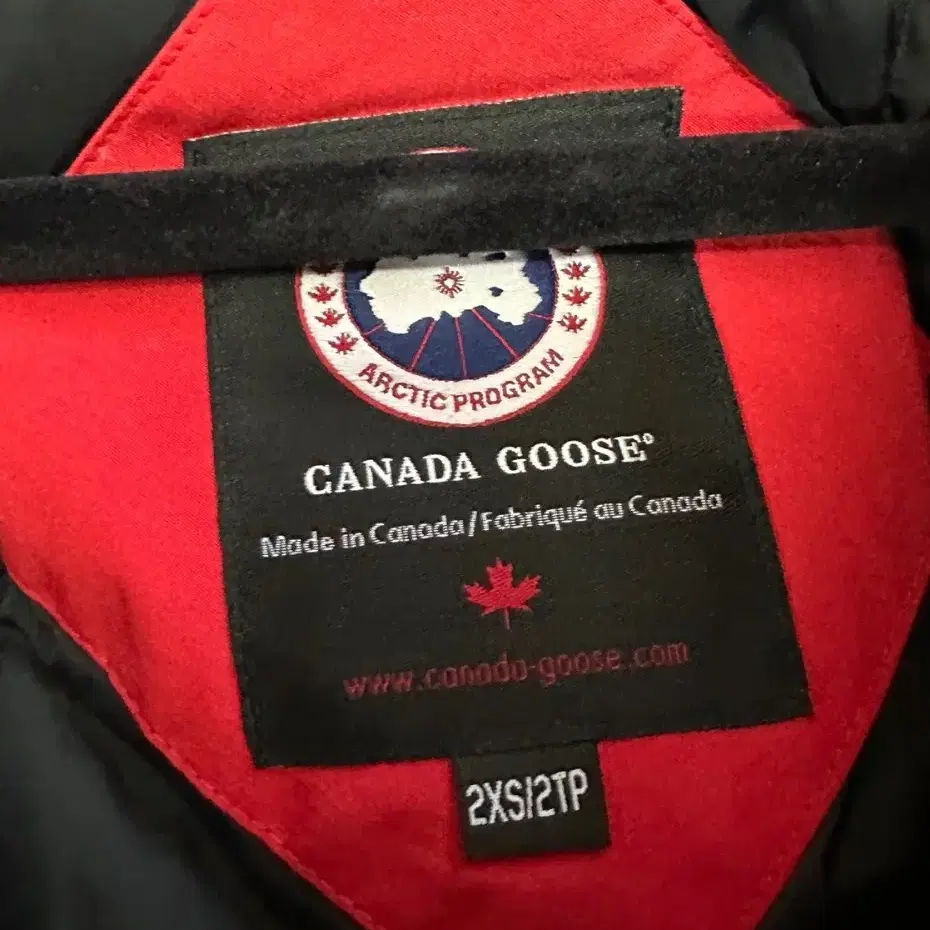 ARCTIC PROGRAM
CANADA GOOSE®
Made in Canada/Fabriqué au Canada
www.canada-goose.com
2XS/2TP